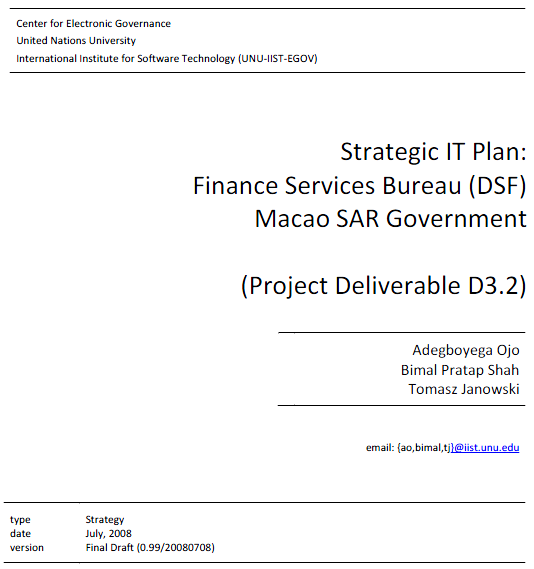 Center for Electronic Governance
United Nations University
International Institute for Software Technology (UNU-IIST-EGOV)
Strategic IT Plan:
Finance Services Bureau (DSF)
Macao SAR Government
(Project Deliverable D3.2)
Adegboyega Ojo
Bimal Pratap Shah
Tomasz Janowski
email: {ao,bimal,tj}@iist.unu.edu
type Strategy
date July, 2008
version Final Draft (0.99/20080708)